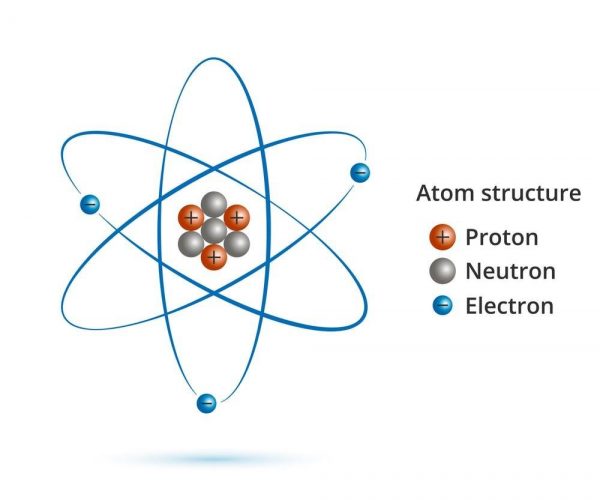 Atom structure
+ Proton
Neutron
− Electron
−
−
+ +
+
−